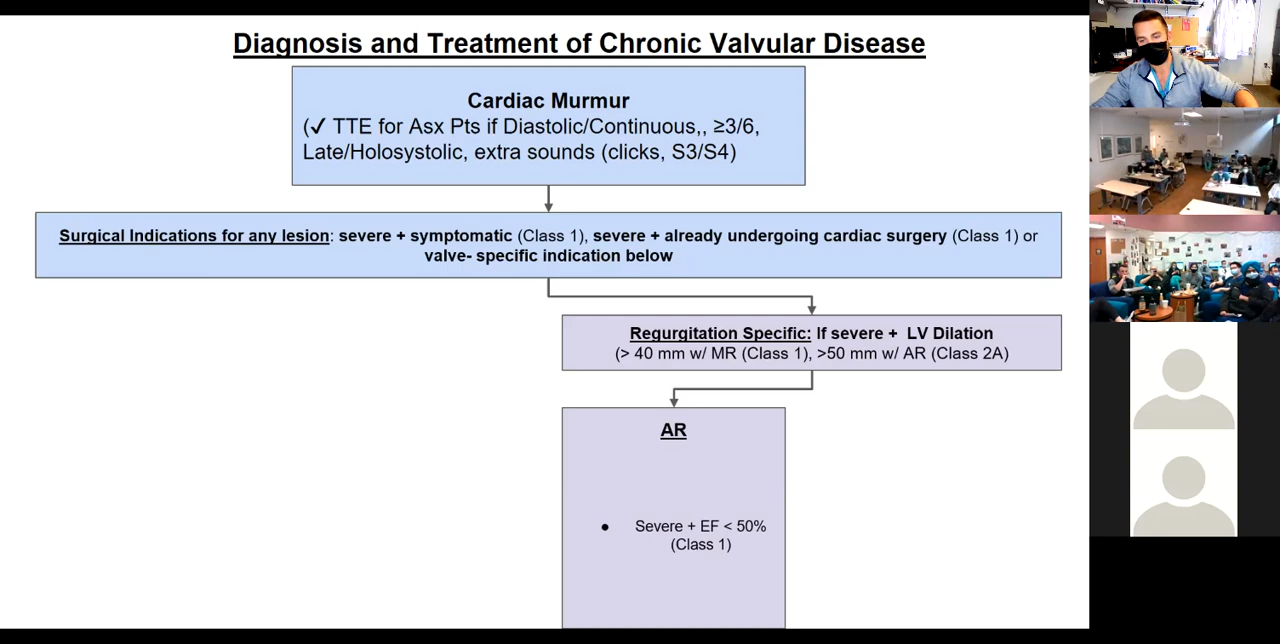 Diagnosis and Treatment of Chronic Valvular Disease
Cardiac Murmur
(✓ TTE for Asx Pts if Diastolic/Continuous,, ≥3/6,
Late/Holosystolic, extra sounds (clicks, S3/S4)
Surgical Indications for any lesion: severe + symptomatic (Class 1), severe + already undergoing cardiac surgery (Class 1) or
valve- specific indication below
Regurgitation Specific: If severe + LV Dilation
(> 40 mm w/ MR (Class 1), >50 mm w/ AR (Class 2A)
AR
● Severe + EF < 50%
(Class 1)